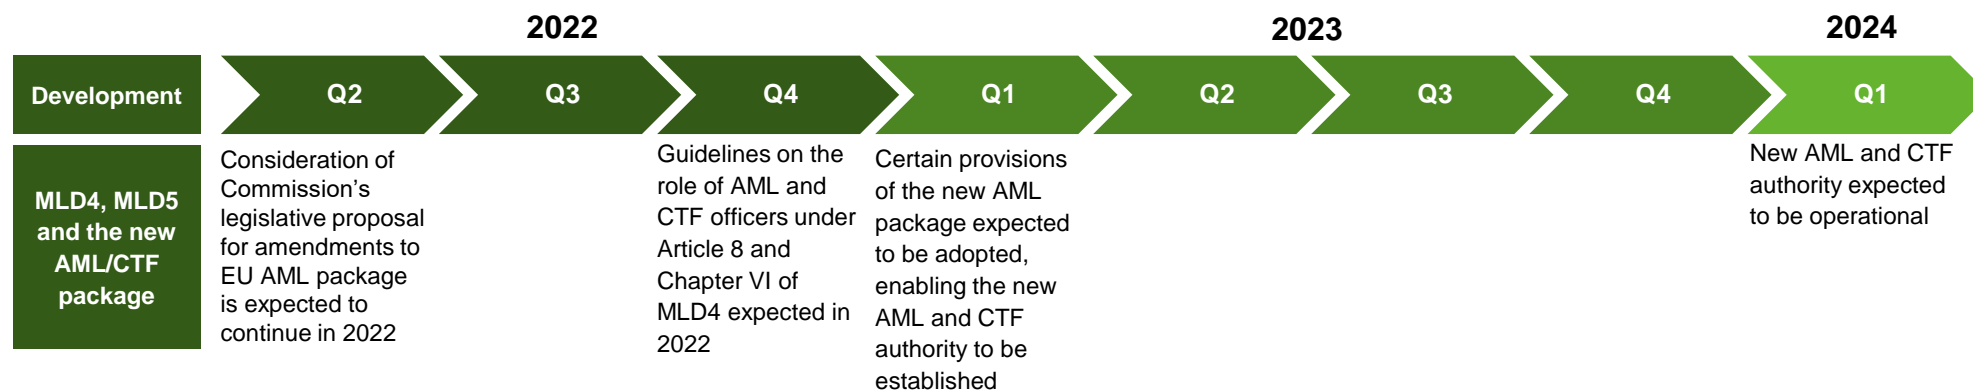 2022
2023
2024
Development
Q2
Q3
Q4
Q1
Q2
Q3
Q4
Q1
MLD4, MLD5
and the new
AML/CTF
package
Consideration of
Commission’s
legislative proposal
for amendments to
EU AML package
is expected to
continue in 2022
Guidelines on the
role of AML and
CTF officers under
Article 8 and
Chapter VI of
MLD4 expected in
2022
Certain provisions
of the new AML
package expected
to be adopted,
enabling the new
AML and CTF
authority to be
established
New AML and CTF
authority expected
to be operational